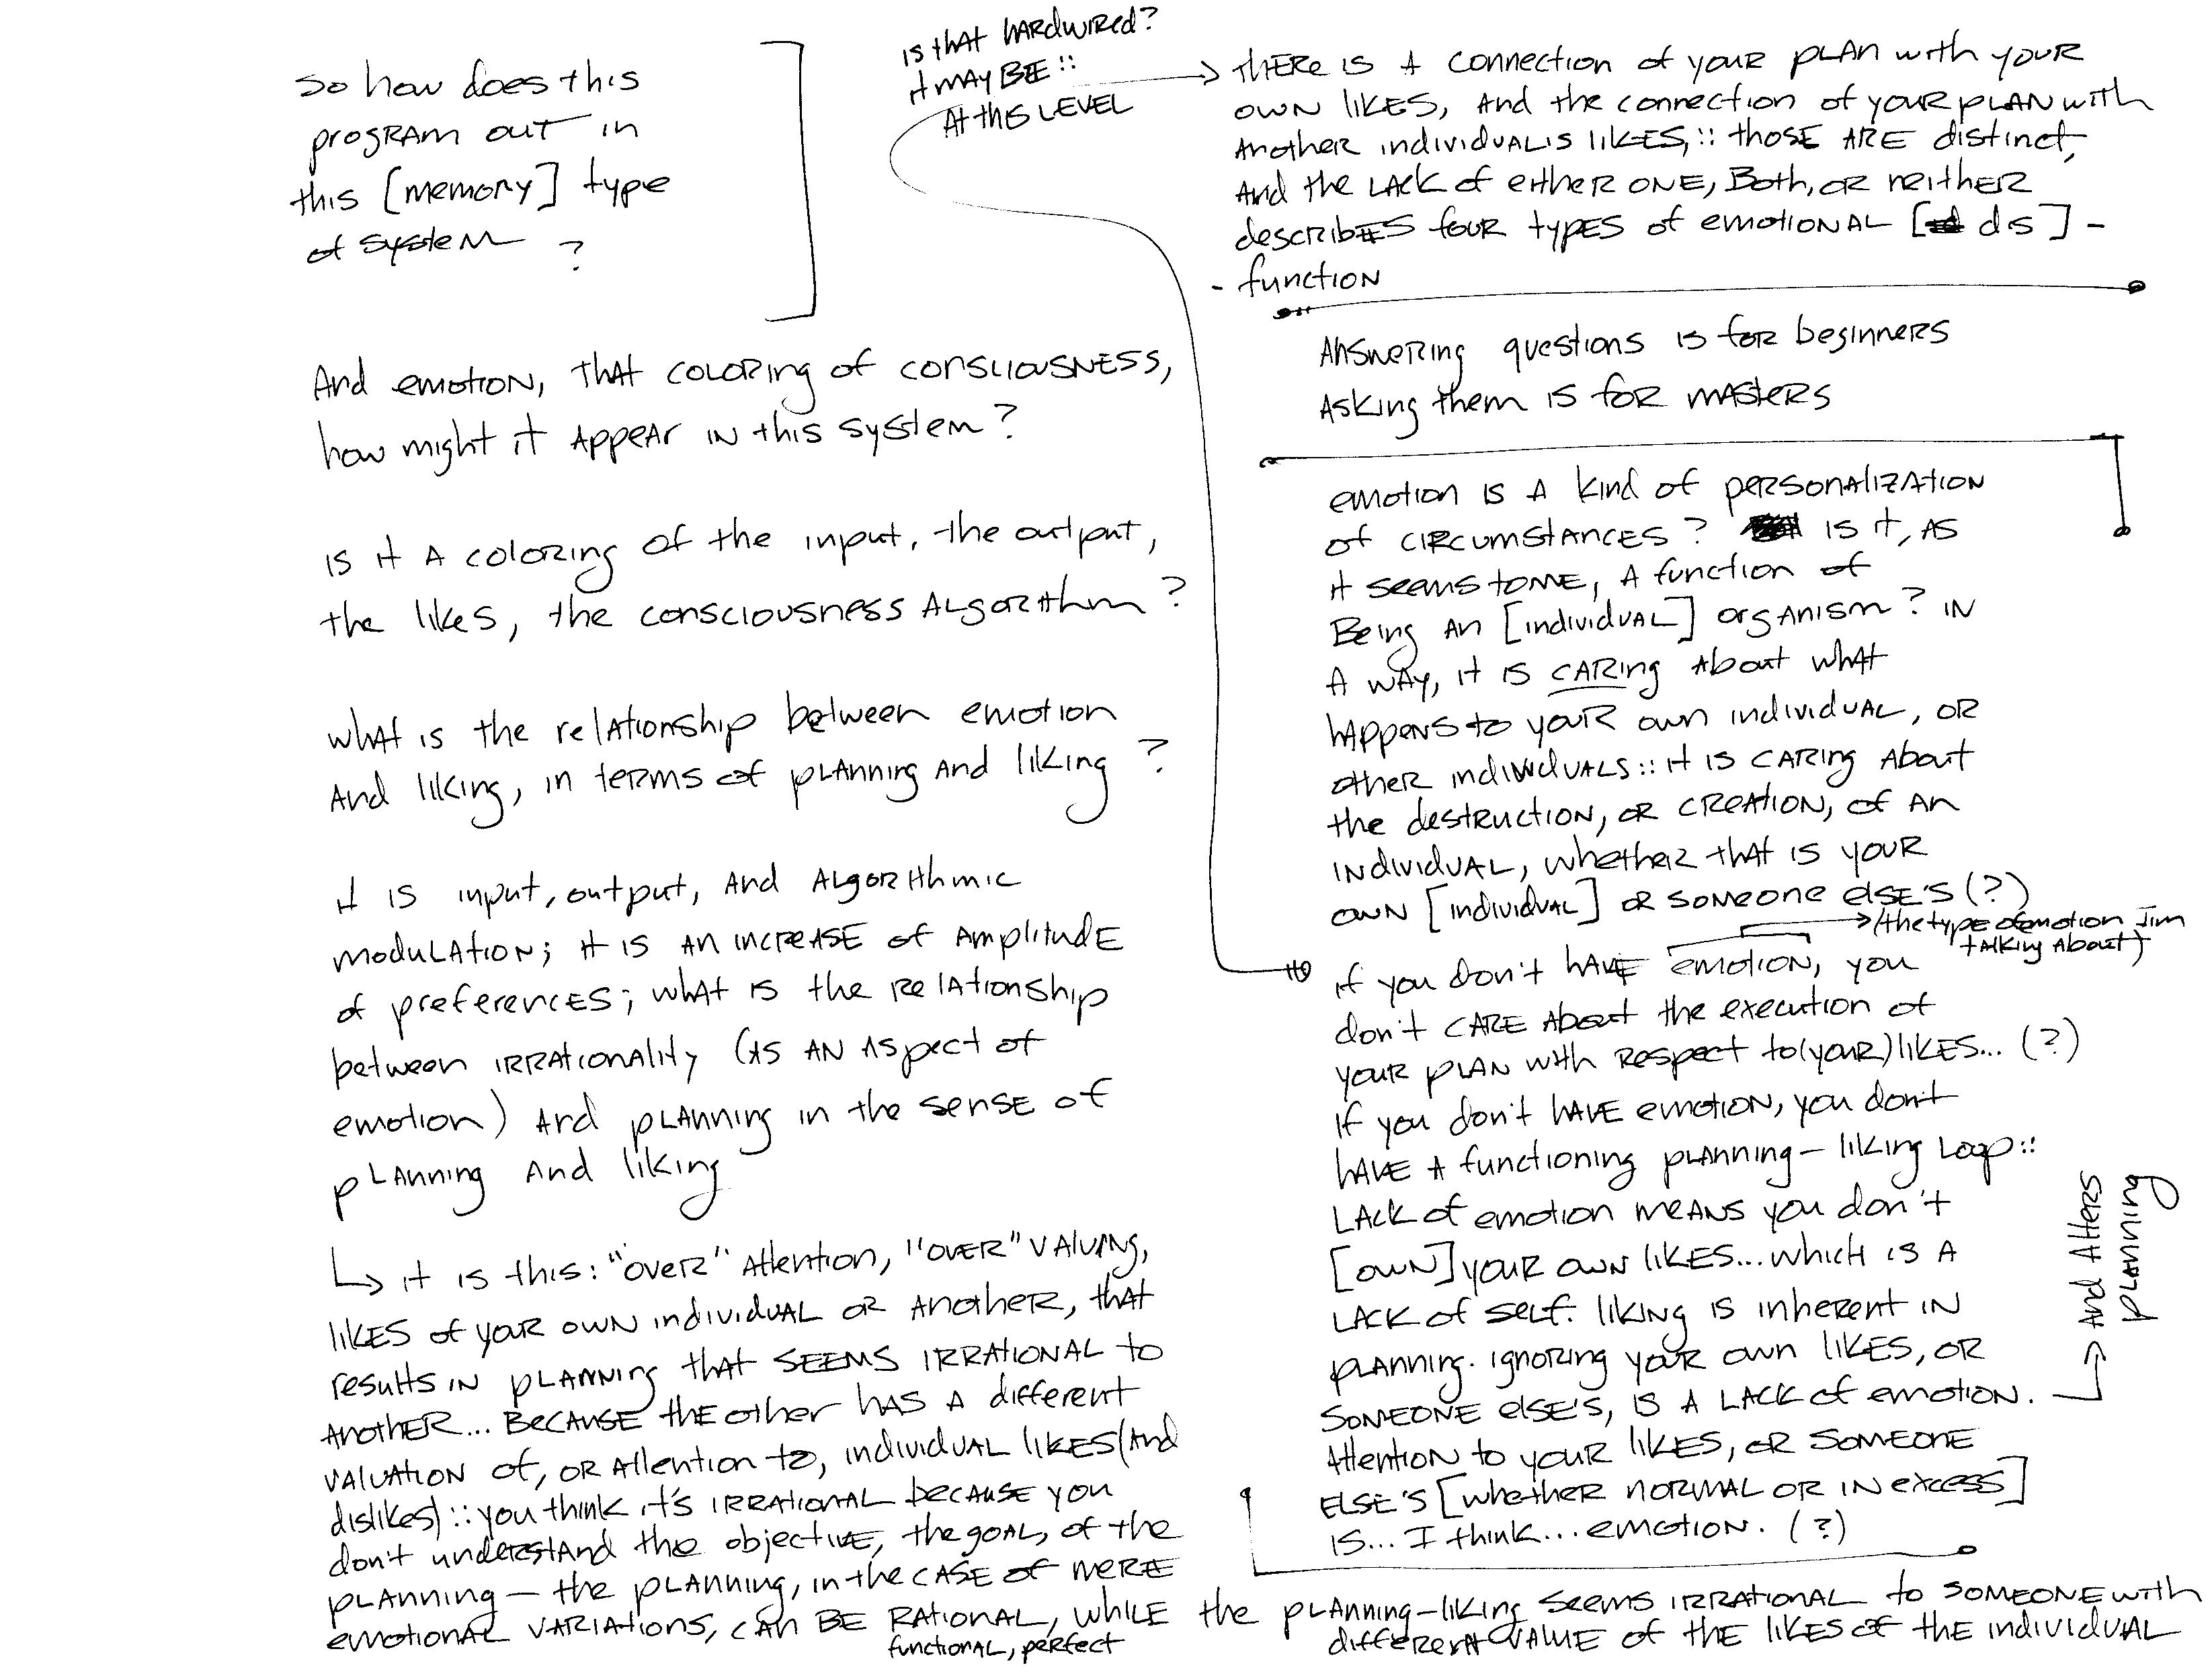 So how does this
program out in
this [memory] type
of system ?
And emotion, that coloring of consciousness,
how might it appear in this system?
is it a coloring of the input, the output,
the likes, the consciousness algorithm?
what is the relationship between emotion
and liking, in terms of planning and liking ?
it is input, output, and algorithmic
modulation; it is an increase of amplitude
of preferences; what is the relationship
between irrationality (as an aspect of
emotion) and planning in the sense of
planning and liking
↳ it is this: "over" attention, "over" valuing,
likes of your own individual or another, that
results in planning that seems irrational to
another... because the other has a different
valuation of, or attention to, individual likes (and
dislikes) :: you think it's irrational because you
don't understand the objective, the goal, of the
planning — the planning, in the case of mere
emotional variations, can be rational, while the planning-liking seems irrational to someone with
functional, perfect
different value of the likes of the individual
is that hardwired?
it may be ::
at this level
→ there is a connection of your plan with your
own likes, and the connection of your plan with
another individual's likes, :: those are distinct,
and the lack of either one, both, or neither
describes four types of emotional [dis] -
- function
Answering questions is for beginners
Asking them is for masters
emotion is a kind of personalization
of circumstances ? is it, as
it seems to me, a function of
being an [individual] organism? in
a way, it is caring about what
happens to your own individual, or
other individuals :: it is caring about
the destruction, or creation, of an
individual, whether that is your
own [individual] or someone else's (?)
→ (the type of emotion I'm
talking about)
if you don't have emotion, you
don't care about the execution of
your plan with respect to (your) likes... (?)
if you don't have emotion, you don't
have a functioning planning — liking loop ::
lack of emotion means you don't
[own] your own likes... which is a
lack of self. liking is inherent in
planning. ignoring your own likes, or
someone else's, is a lack of emotion.
→ and alters
planning
attention to your likes, or someone
else's [whether normal or in excess]
is... I think... emotion. (?)